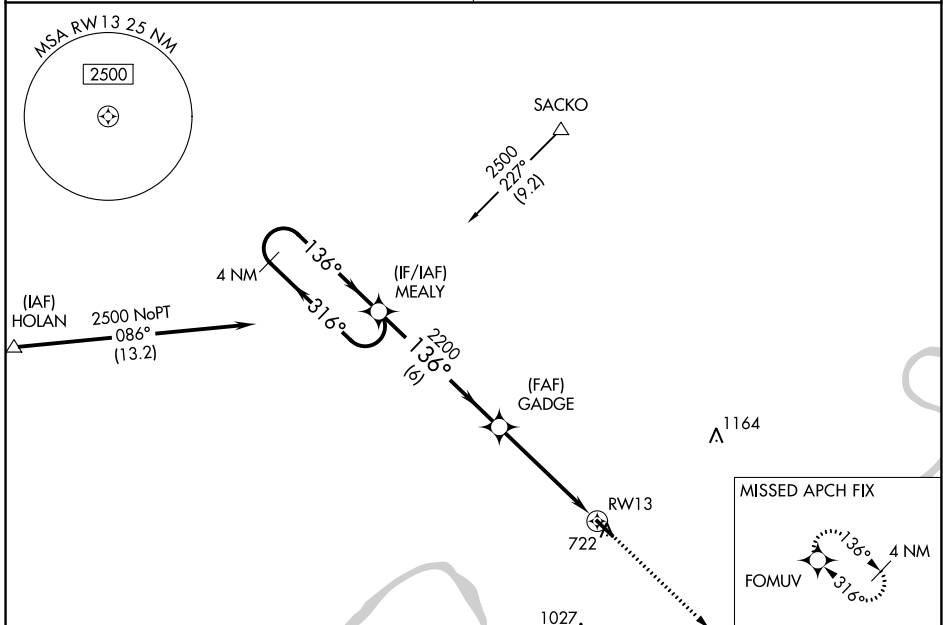 MSA RW13 25 NM
2500
SACKO
2500
227°
(9.2)
136°
4 NM
316°
(IF/IAF)
MEALY
(IAF)
HOLAN
2500 NoPT
086°
(13.2)
2200
136°
(6)
(FAF)
GADGE
1164
RW13
722
MISSED APCH FIX
136°
4 NM
FOMUV
316°
1027